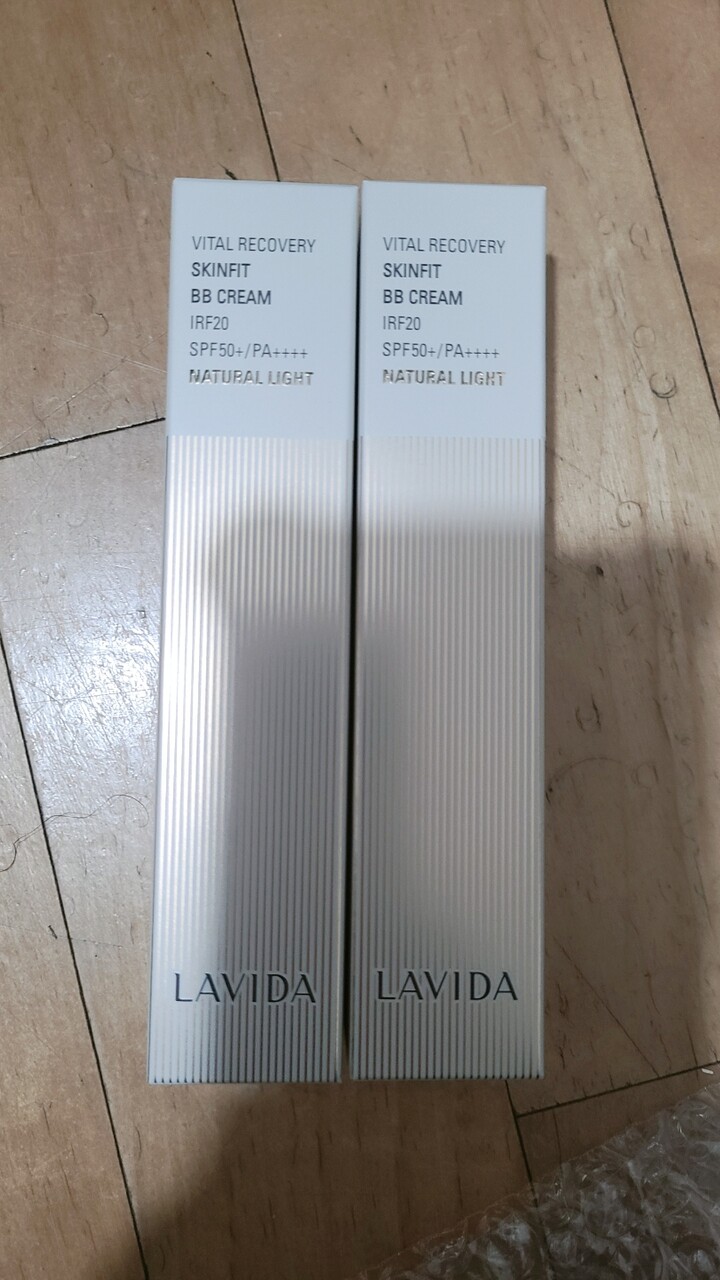 VITAL RECOVERY
SKINFIT
BB CREAM
IRF20
SPF50+/PA++++
NATURAL LIGHT
LAVIDA
VITAL RECOVERY
SKINFIT
BB CREAM
IRF20
SPF50+/PA++++
NATURAL LIGHT
LAVIDA